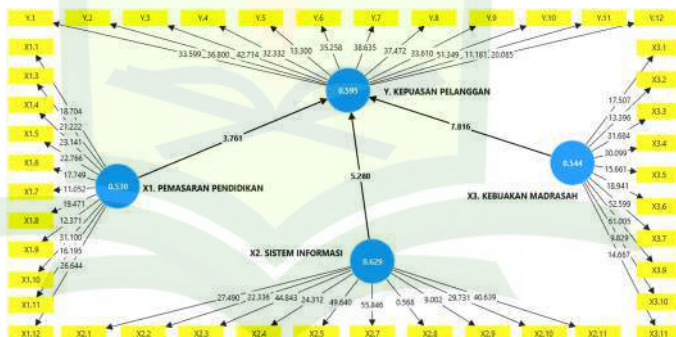 Y.1 Y.2 Y.3 Y.4 Y.5 Y.6 Y.7 Y.8 Y.9 Y.10 Y.11 Y.12
33.599 36.800 42.714 32.332 13.300 35.258 38.635 37.472 33.610 51.349 11.181 20.085
X1.1
X1.3
X1.4
X1.5
X1.6
X1.7
X1.8
X1.9
X1.10
X1.11
X1.12
18.704
21.222
23.141
22.766
17.749
11.052
19.471
12.371
31.100
16.195
26.644
0.595
Y. KEPUASAN PELANGGAN
3.761
7.816
5.280
X1. PEMASARAN PENDIDIKAN
0.544
X3. KEBIJAKAN MADRASAH
X2. SISTEM INFORMASI
0.629
X3.1
X3.2
X3.3
X3.4
X3.5
X3.6
X3.7
X3.9
X3.10
X3.11
17.507
13.396
31.684
30.099
15.661
18.941
52.599
61.005
9.829
14.667
27.490 22.336 44.843 24.312 49.640 55.846 0.568 9.002 29.731 40.639
X2.1 X2.2 X2.3 X2.4 X2.5 X2.7 X2.8 X2.9 X2.10 X2.11